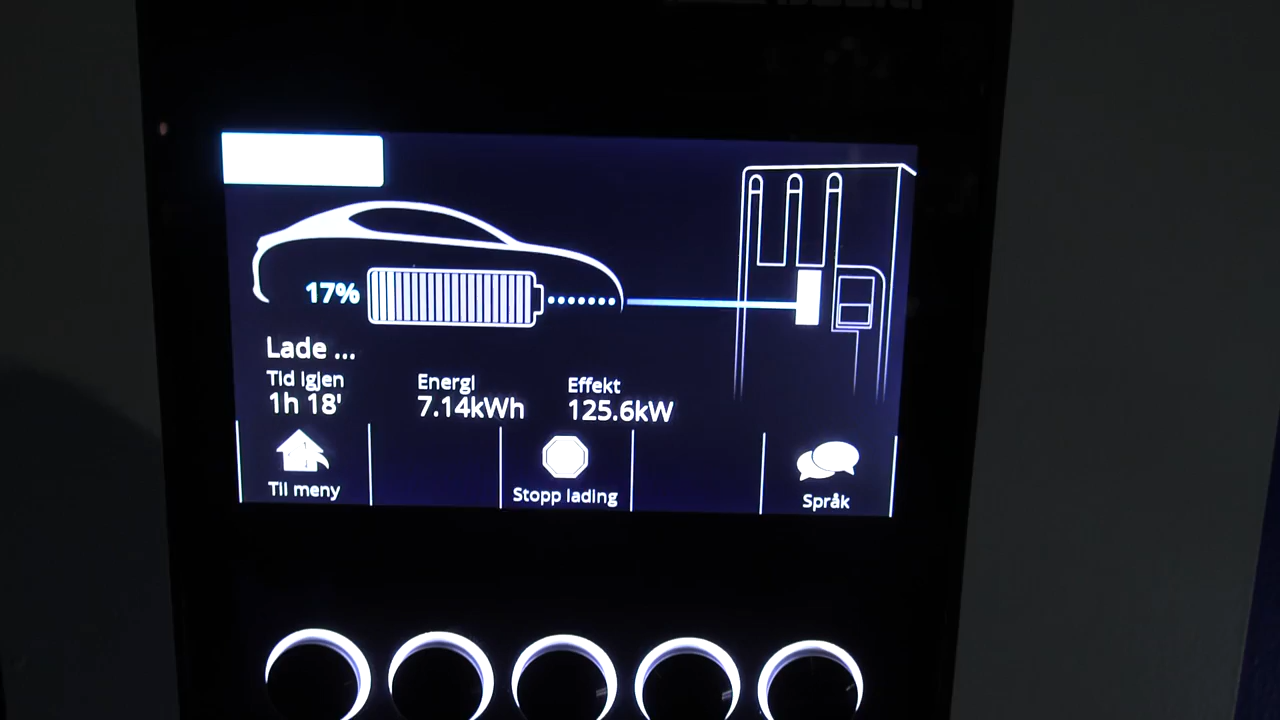 17%
Lade ...
Tid igjen
1h 18'
Energi
7.14kWh
Effekt
125.6kW
Til meny
Stopp lading
Språk